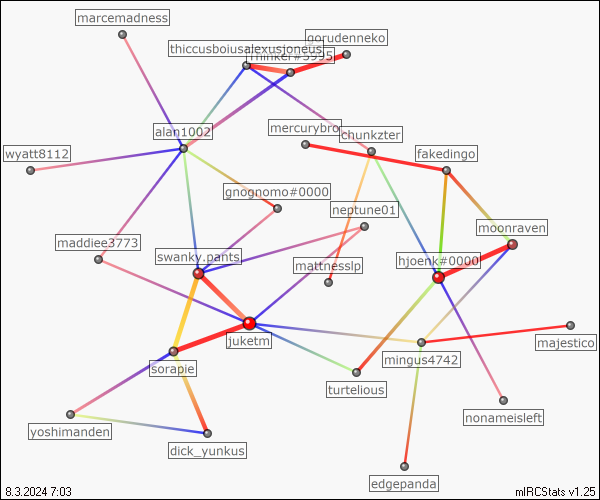 marcemadness
gorudenneko
thiccusboiusalexusjoneus
Thinker#5995
mercurybro
alan1002
chunkzter
wyatt8112
fakedingo
gnognomo#0000
neptune01
moonraven
maddiee3773
swanky.pants
mattnesslp
hjoenk#0000
juketm
majestico
mingus4742
sorapie
turtelious
nonameisleft
yoshimanden
dick_yunkus
edgepanda
8.3.2024 7:03
mIRCStats v1.25